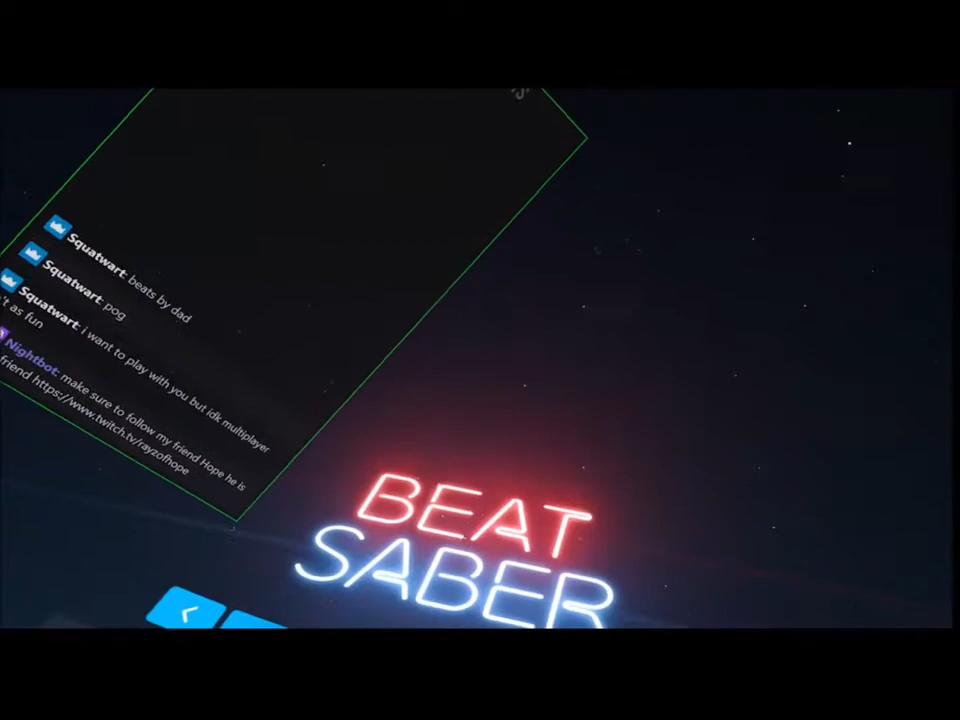 Squatwart: beats by dad
Squatwart: pog
Squatwart: i want to play with you but idk multiplayer
't as fun
Nightbot: make sure to follow my friend Hope he is
friend https://www.twitch.tv/rayzofhope
BEAT
SABER